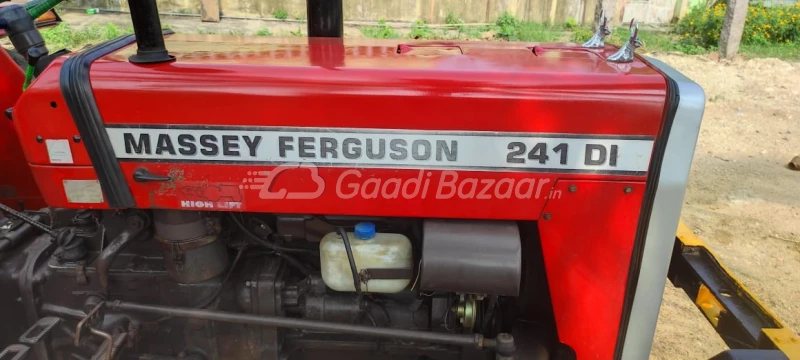 MASSEY FERGUSON 241 DI
GaadiBazaar.in
HIGH LIFT